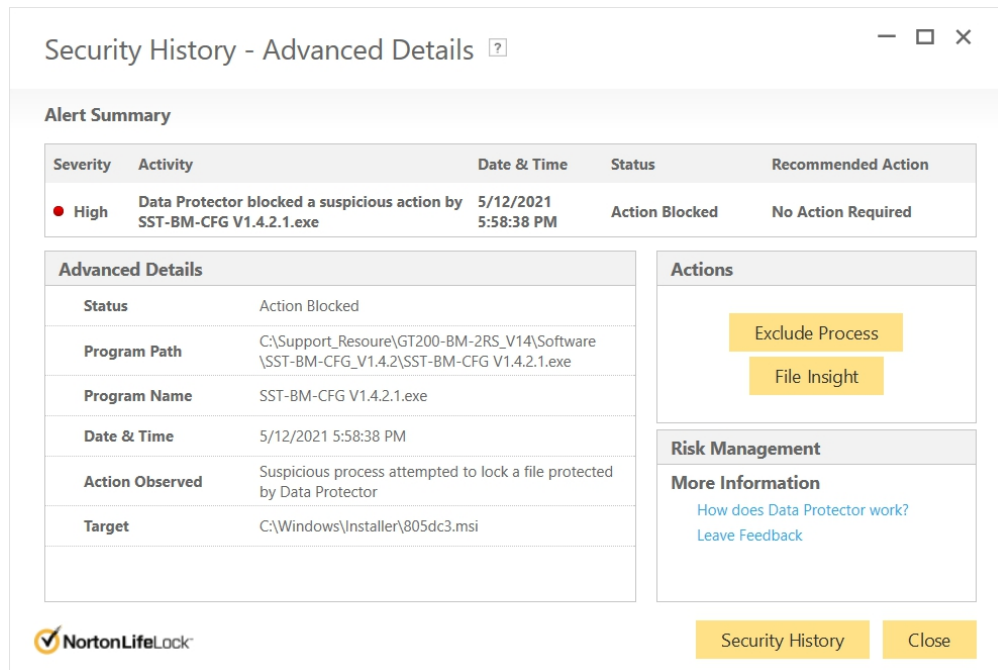 Security History - Advanced Details ?
Alert Summary
Severity Activity Date & Time Status Recommended Action
High
Data Protector blocked a suspicious action by
SST-BM-CFG V1.4.2.1.exe
5/12/2021
5:58:38 PM
Action Blocked
No Action Required
Advanced Details
Status Action Blocked
Program Path
C:\Support_Resoure\GT200-BM-2RS_V14\Software
\SST-BM-CFG_V1.4.2\SST-BM-CFG V1.4.2.1.exe
Program Name SST-BM-CFG V1.4.2.1.exe
Date & Time 5/12/2021 5:58:38 PM
Action Observed
Suspicious process attempted to lock a file protected
by Data Protector
Target C:\Windows\Installer\805dc3.msi
Actions
Exclude Process
File Insight
Risk Management
More Information
How does Data Protector work?
Leave Feedback
NortonLifeLock
Security History Close